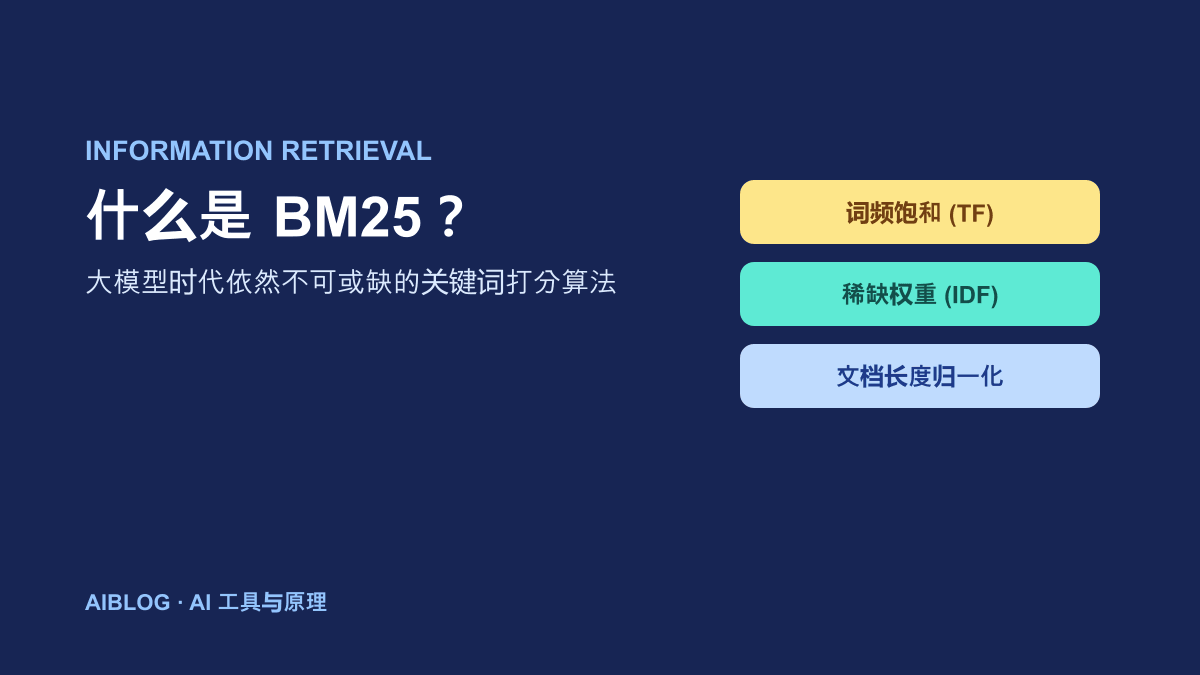 INFORMATION RETRIEVAL
什么是 BM25？
大模型时代依然不可或缺的关键词打分算法
词频饱和 (TF)
稀缺权重 (IDF)
文档长度归一化
AIBLOG · AI 工具与原理